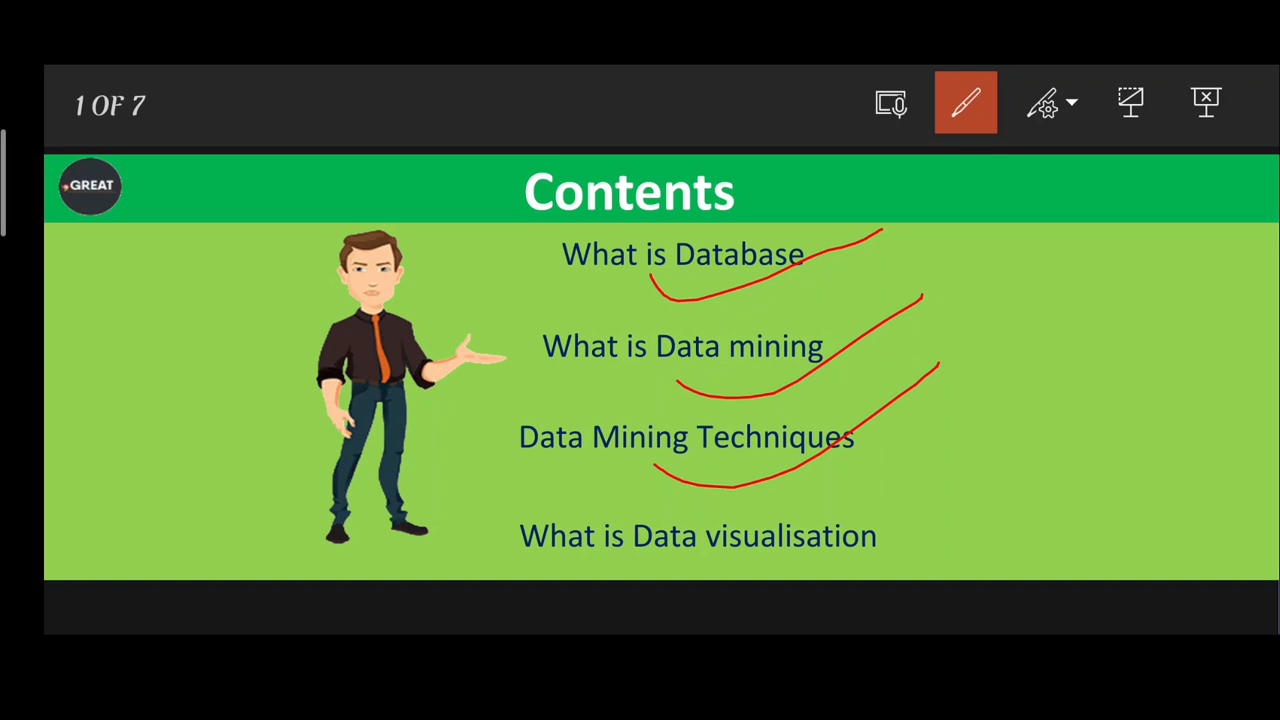 1 OF 7
GREAT
Contents
What is Database
What is Data mining
Data Mining Techniques
What is Data visualisation